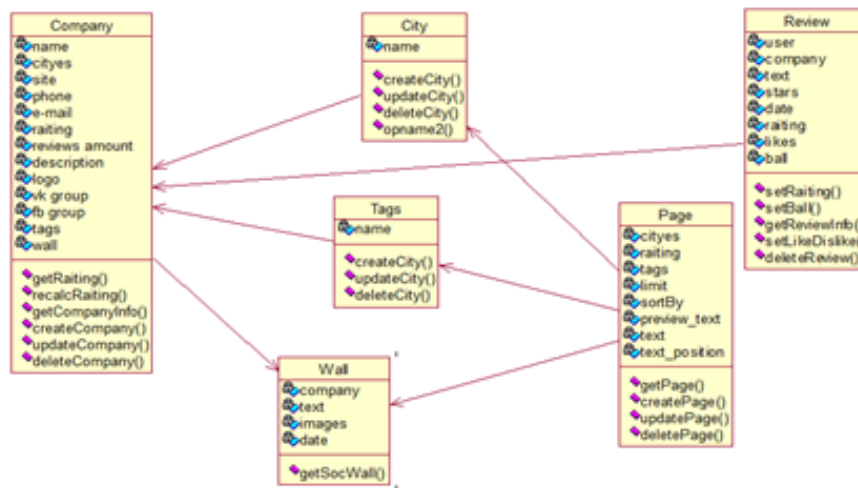 Company
name
cityes
site
phone
e-mail
raiting
reviews amount
description
logo
vk group
fb group
tags
wall
getRaiting()
recalcRaiting()
getCompanyInfo()
createCompany()
updateCompany()
deleteCompany()
City
name
createCity()
updateCity()
deleteCity()
opname2()
Tags
name
createCity()
updateCity()
deleteCity()
Wall
company
text
images
date
getSocWall()
Page
cityes
raiting
tags
limit
sortBy
preview_text
text
text_position
getPage()
createPage()
updatePage()
deletePage()
Review
user
company
text
stars
date
raiting
likes
ball
setRaiting()
setBall()
getReviewInfo()
setLikeDislike
deleteReview()